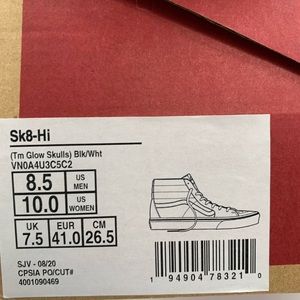 Sk8-Hi
(Tm Glow Skulls) Blk/Wht
VN0A4U3C5C2
8.5 US MEN
10.0 US WOMEN
UK EUR CM
7.5 41.0 26.5
SJV - 08/20
CPSIA PO/CUT#
4001090469
1 94904 78321 0